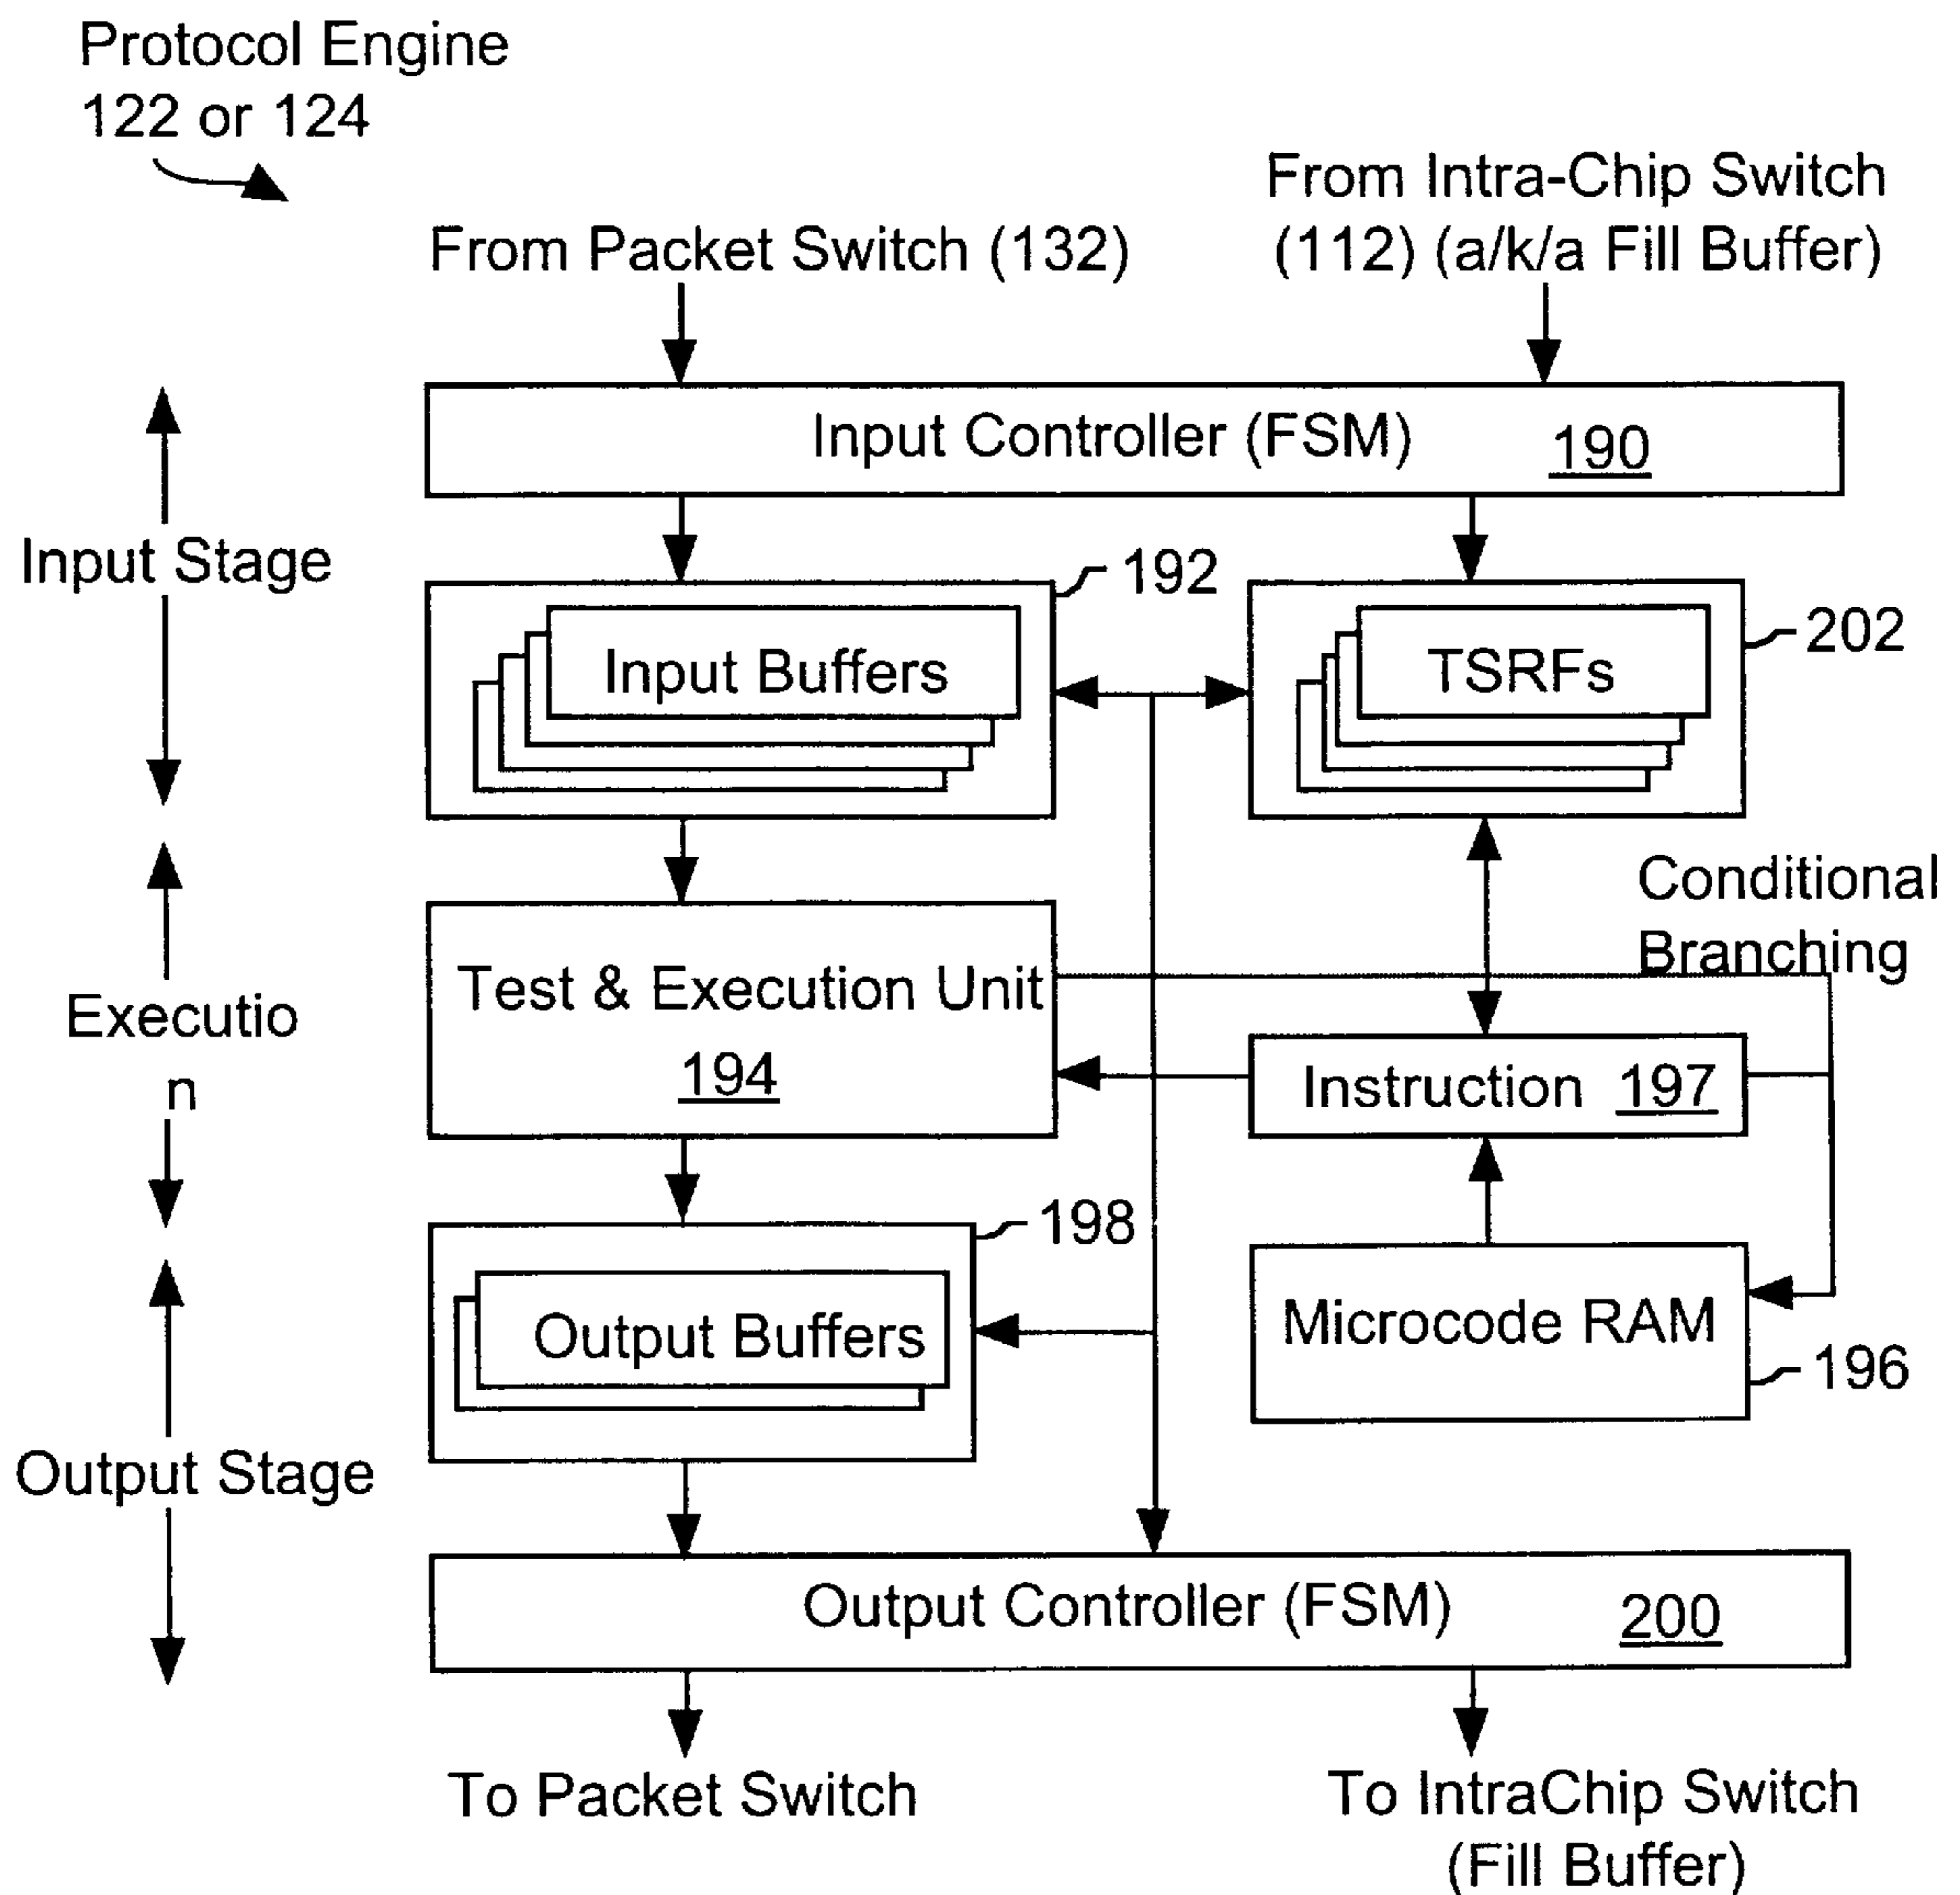 Protocol Engine
122 or 124
From Packet Switch (132)
From Intra-Chip Switch
(112) (a/k/a Fill Buffer)
Input Controller (FSM) 190
Input Stage
192
Input Buffers
202
TSRFs
Conditional
Branching
Executio
n
Test & Execution Unit
194
Instruction 197
198
Output Buffers
Microcode RAM
196
Output Stage
Output Controller (FSM) 200
To Packet Switch
To IntraChip Switch
(Fill Buffer)